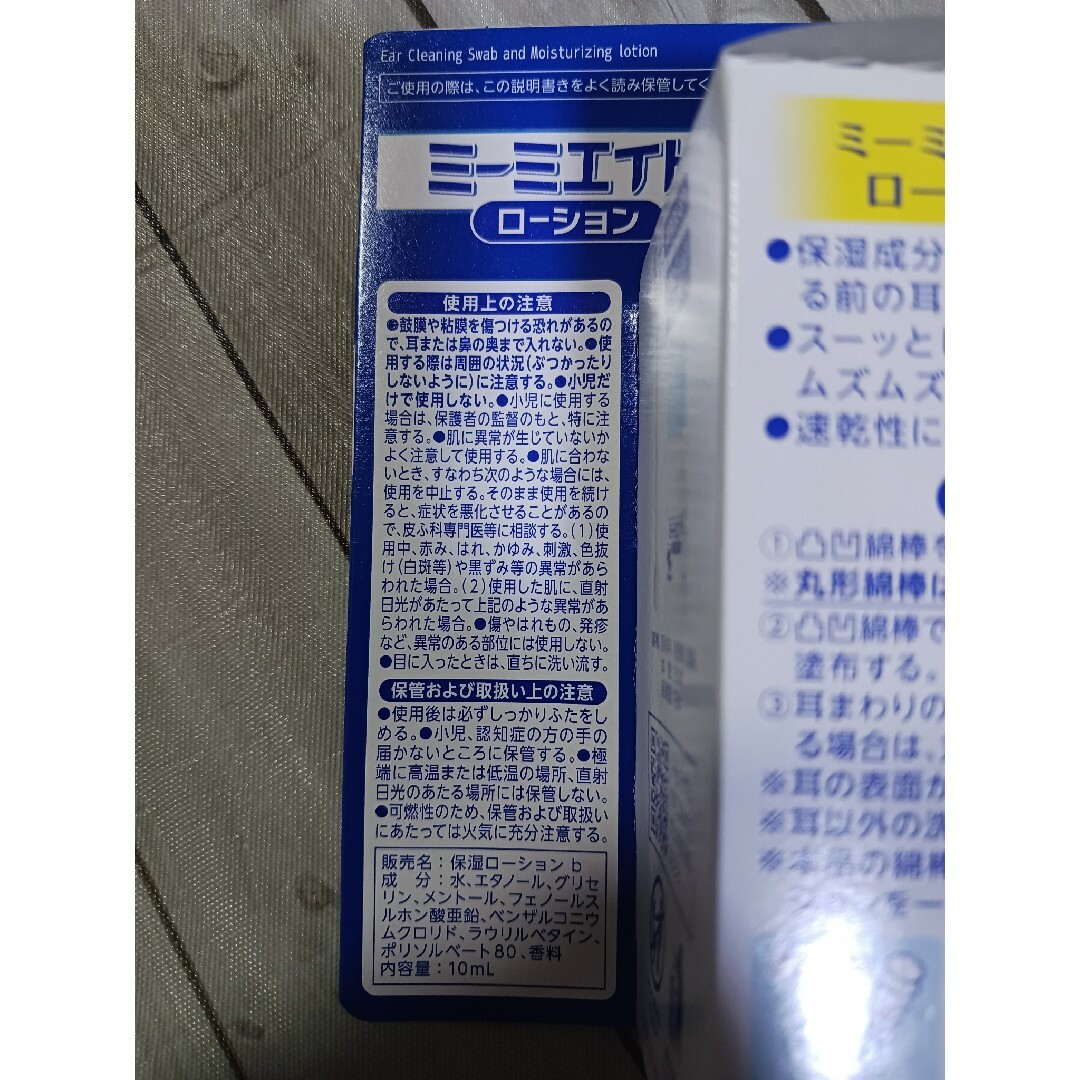 Ear Cleaning Swab and Moisturizing lotion
ご使用の際は、この説明書きをよく読み保管してく
ミーミエイド
ローション
使用上の注意
●鼓膜や粘膜を傷つける恐れがあるの
で、耳または鼻の奥まで入れない。●使
用する際は周囲の状況(ぶつかったり
しないように)に注意する。●小児だ
けで使用しない。●小児に使用する
場合は、保護者の監督のもと、特に注
意する。●肌に異常が生じていないか
よく注意して使用する。●肌に合わな
いとき、すなわち次のような場合には、
使用を中止する。そのまま使用を続け
ると、症状を悪化させることがあるの
で、皮ふ科専門医等に相談する。(1)使
用中、赤み、はれ、かゆみ、刺激、色抜
け(白斑等)や黒ずみ等の異常があら
われた場合。(2)使用した肌に、直射
日光があたって上記のような異常があ
らわれた場合。●傷やはれもの、発疹
など、異常のある部位には使用しない。
●目に入ったときは、直ちに洗い流す。
保管および取扱い上の注意
●使用後は必ずしっかりふたをし
める。●小児、認知症の方の手の
届かないところに保管する。●極
端に高温または低温の場所、直射
日光のあたる場所には保管しない。
●可燃性のため、保管および取扱い
にあたっては火気に充分注意する。
販売名：保湿ローションb
成 分：水、エタノール、グリセ
リン、メントール、フェノールス
ルホン酸亜鉛、ベンザルコニウ
ムクロリド、ラウリルベタイン、
ポリソルベート80、香料
内容量：10mL
ミーミ
ロー
●保湿成分
る前の耳
●スーッとし
ムズムズ
●速乾性に
①凸凹綿棒を
※丸形綿棒は
②凸凹綿棒で
塗布する。
③耳まわりの
る場合は、
※耳の表面が
※耳以外の洗
※本品の綿棒
ションを一